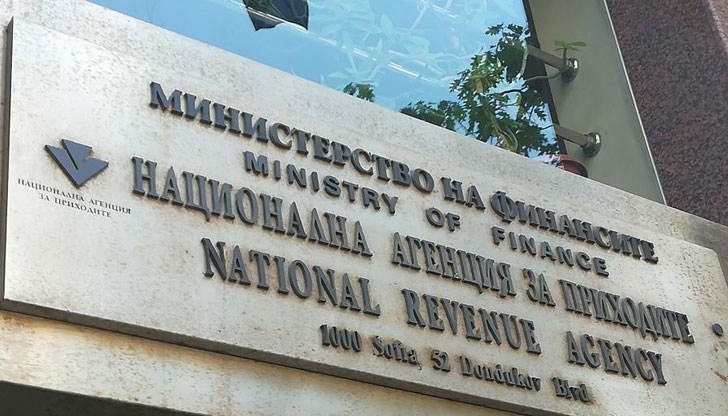 МИНИСТЕРСТВО НА ФИНАНСИТЕ
MINISTRY OF FINANCE
НАЦИОНАЛНА АГЕНЦИЯ
ЗА ПРИХОДИТЕ
НАЦИОНАЛНА АГЕНЦИЯ ЗА ПРИХОДИТЕ
NATIONAL REVENUE AGENCY
1000 Sofia, 52 Dondukov Blvd